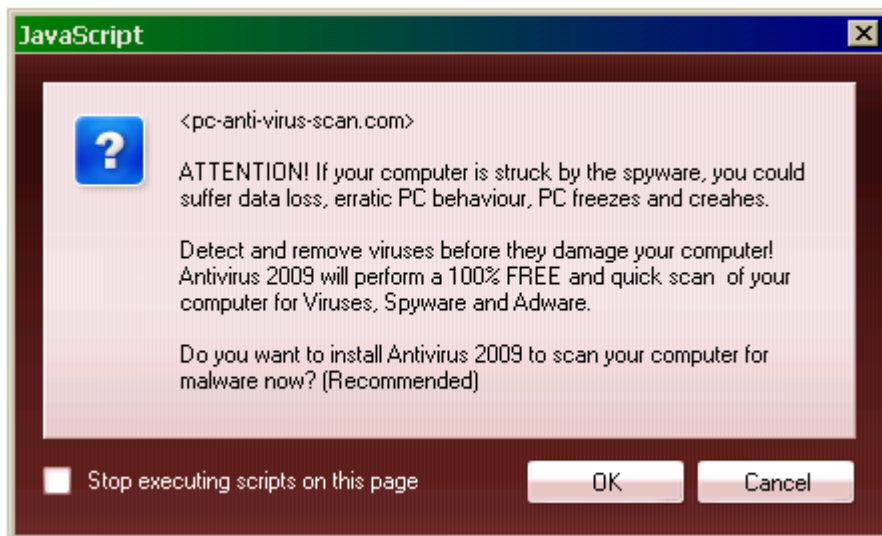 JavaScript
?
<pc-anti-virus-scan.com>
ATTENTION! If your computer is struck by the spyware, you could
suffer data loss, erratic PC behaviour, PC freezes and creahes.
Detect and remove viruses before they damage your computer!
Antivirus 2009 will perform a 100% FREE and quick scan  of your
computer for Viruses, Spyware and Adware.
Do you want to install Antivirus 2009 to scan your computer for
malware now? (Recommended)
Stop executing scripts on this page
OK
Cancel